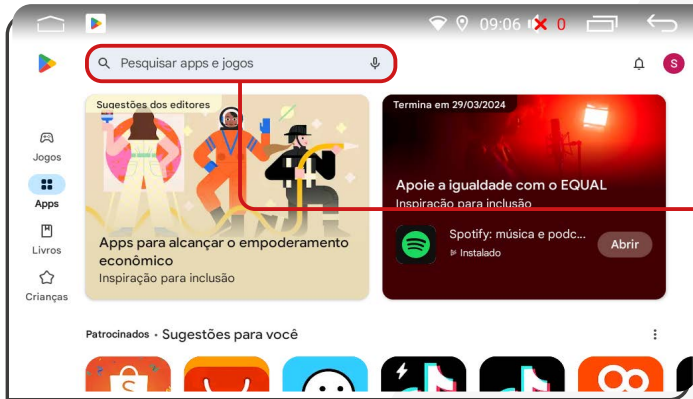 09:06 0
Pesquisar apps e jogos
S
Jogos
Apps
Livros
Crianças
Sugestões dos editores
Apps para alcançar o empoderamento
econômico
Inspiração para inclusão
Termina em 29/03/2024
Apoie a igualdade com o EQUAL
Inspiração para inclusão
Spotify: música e podc...
Instalado
Abrir
Patrocinados · Sugestões para você
S